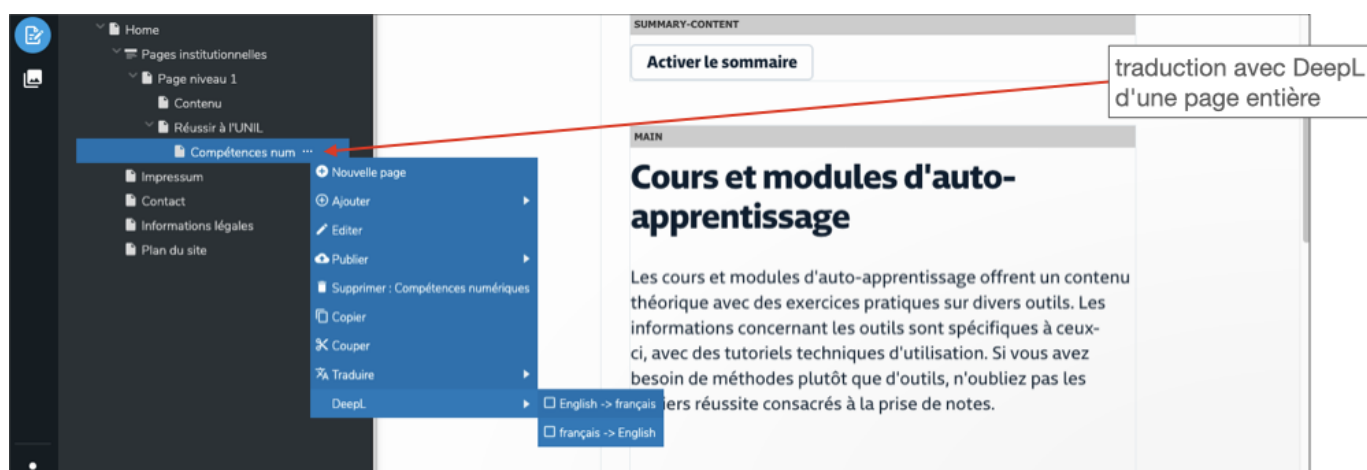 Home
Pages institutionnelles
Page niveau 1
Contenu
Réussir à l'UNIL
Compétences num ...
Impressum
Contact
Informations légales
Plan du site
Nouvelle page
Ajouter
Editer
Publier
Supprimer : Compétences numériques
Copier
Couper
Traduire
DeepL
English -> français
français -> English
SUMMARY-CONTENT
Activer le sommaire
MAIN
Cours et modules d'auto-
apprentissage
Les cours et modules d'auto-apprentissage offrent un contenu
théorique avec des exercices pratiques sur divers outils. Les
informations concernant les outils sont spécifiques à ceux-
ci, avec des tutoriels techniques d'utilisation. Si vous avez
besoin de méthodes plutôt que d'outils, n'oubliez pas les
iers réussite consacrés à la prise de notes.
traduction avec DeepL
d'une page entière